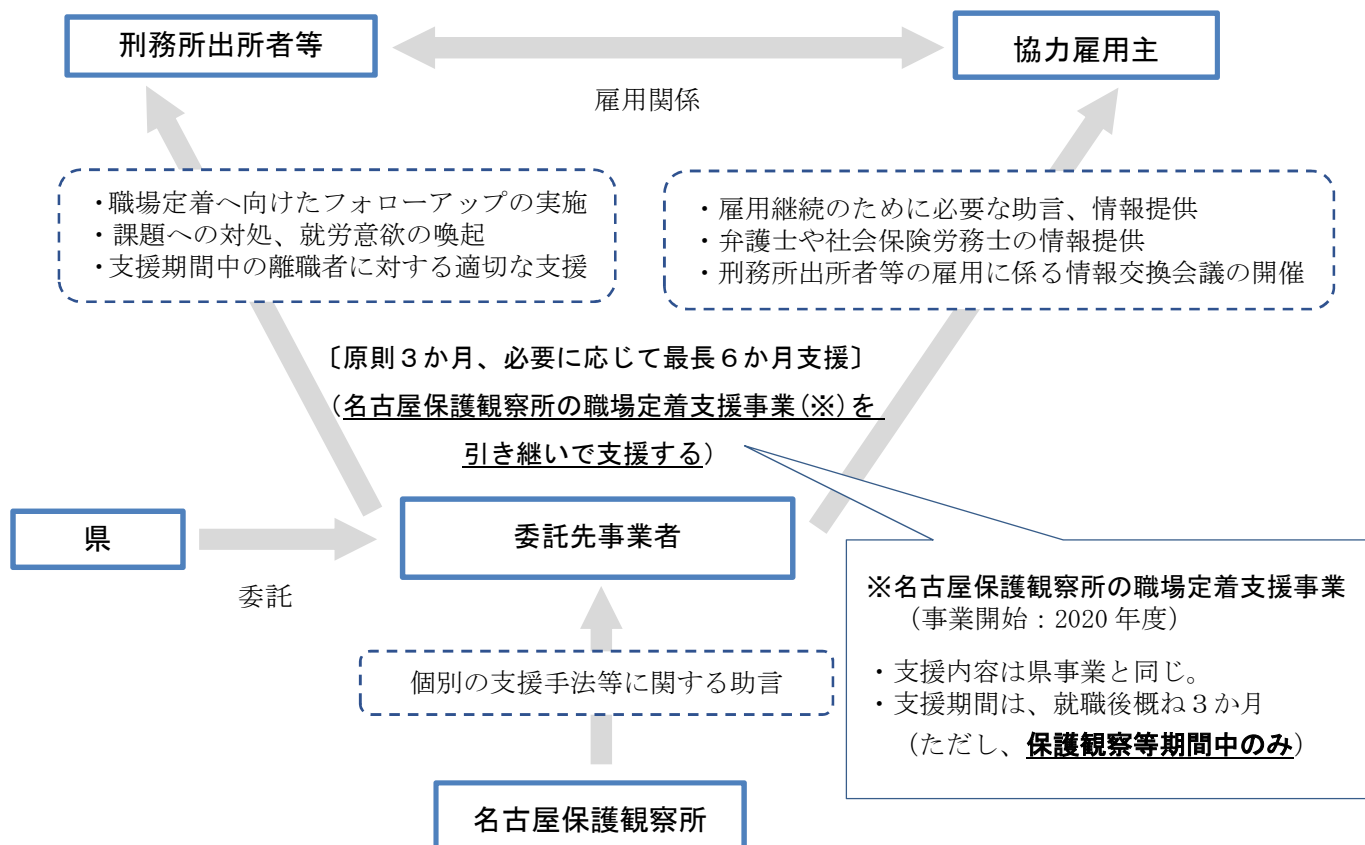 刑務所出所者等
協力雇用主
雇用関係
・職場定着へ向けたフォローアップの実施
・課題への対処、就労意欲の喚起
・支援期間中の離職者に対する適切な支援
・雇用継続のために必要な助言、情報提供
・弁護士や社会保険労務士の情報提供
・刑務所出所者等の雇用に係る情報交換会議の開催
〔原則３か月、必要に応じて最長６か月支援〕
（名古屋保護観察所の職場定着支援事業(※)を
引き継いで支援する）
県
委託
委託先事業者
※名古屋保護観察所の職場定着支援事業
（事業開始：2020 年度）
・支援内容は県事業と同じ。
・支援期間は、就職後概ね３か月
（ただし、保護観察等期間中のみ）
個別の支援手法等に関する助言
名古屋保護観察所